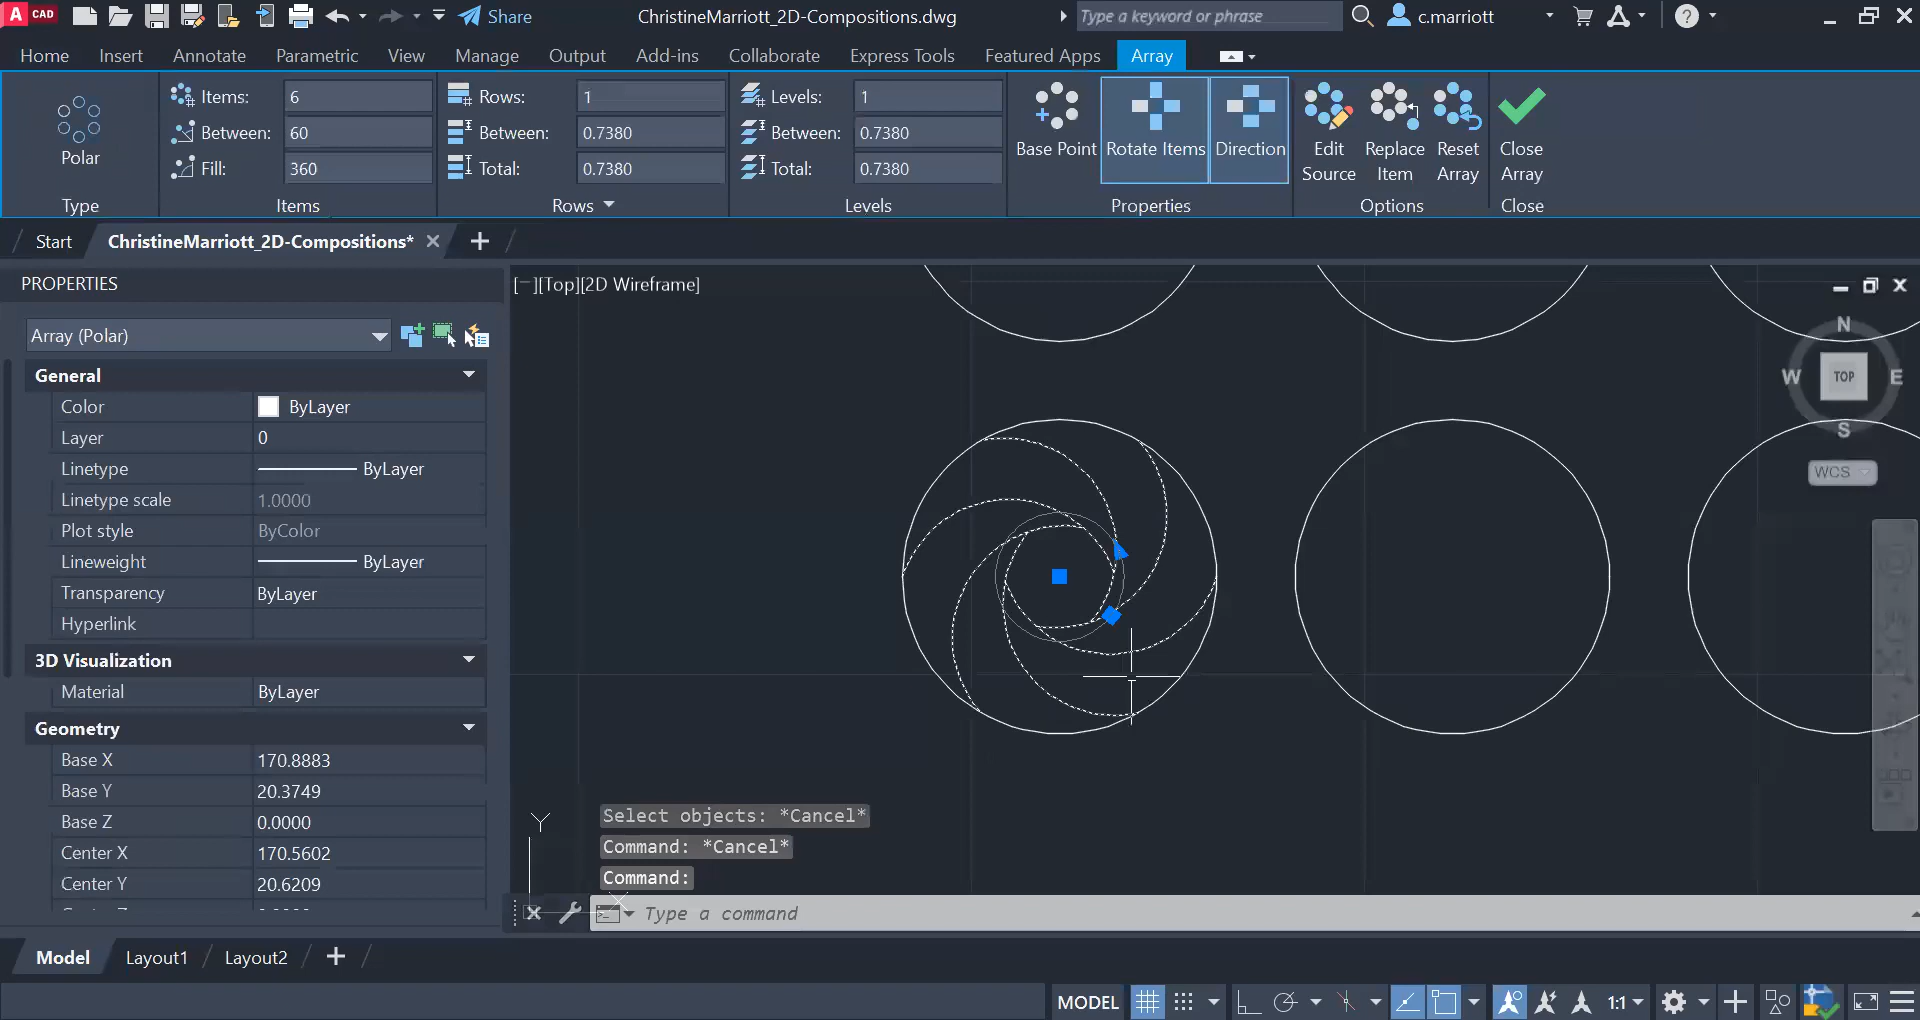 A CAD
Share
ChristineMarriott_2D-Compositions.dwg
Type a keyword or phrase
c.marriott
?
Home Insert Annotate Parametric View Manage Output Add-ins Collaborate Express Tools Featured Apps Array
Items: 6
Between: 60
Fill: 360
Polar
Rows: 1
Between: 0.7380
Total: 0.7380
Levels: 1
Between: 0.7380
Total: 0.7380
Base Point
Rotate Items
Direction
Edit
Source
Replace
Item
Reset
Array
Close
Array
Type Items Rows Levels Properties Options Close
Start
ChristineMarriott_2D-Compositions*
PROPERTIES
[−][Top][2D Wireframe]
Array (Polar)
General
Color ByLayer
Layer 0
Linetype ByLayer
Linetype scale 1.0000
Plot style ByColor
Lineweight ByLayer
Transparency ByLayer
Hyperlink
3D Visualization
Material ByLayer
Geometry
Base X 170.8883
Base Y 20.3749
Base Z 0.0000
Center X 170.5602
Center Y 20.6209
N
W TOP E
S
WCS
Y
Select objects: *Cancel*
Command: *Cancel*
Command:
X
Type a command
Model Layout1 Layout2
MODEL
1:1